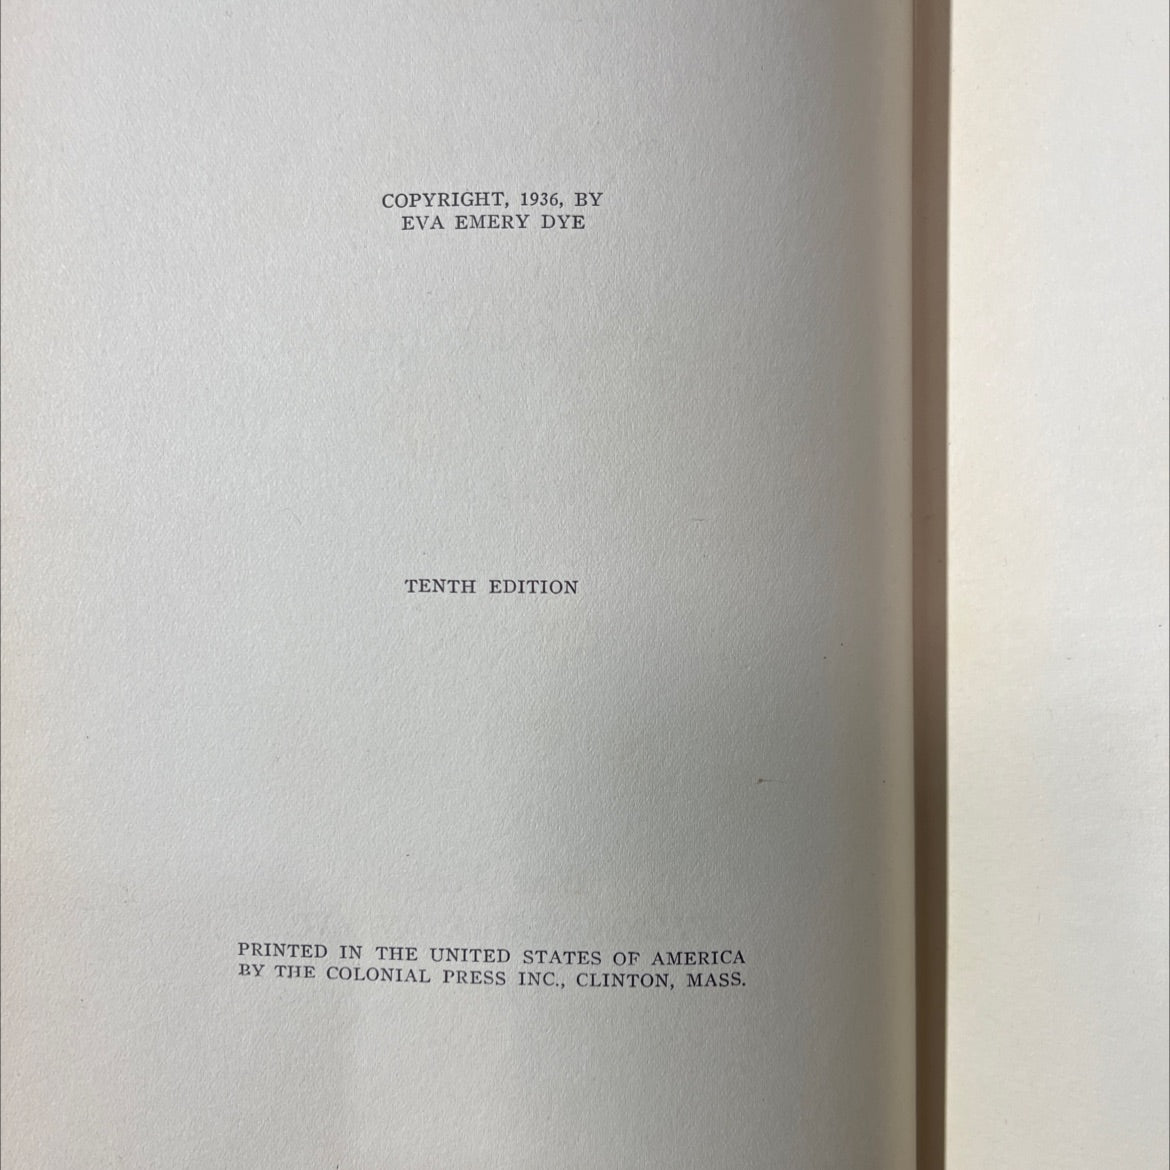 COPYRIGHT, 1936, BY
EVA EMERY DYE
TENTH EDITION
PRINTED IN THE UNITED STATES OF AMERICA
BY THE COLONIAL PRESS INC., CLINTON, MASS.